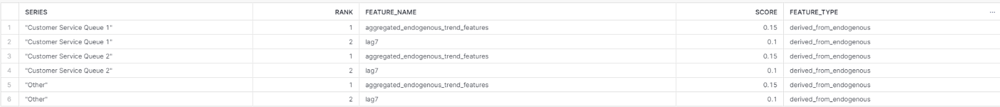 SERIES RANK FEATURE_NAME SCORE FEATURE_TYPE ...
1 "Customer Service Queue 1" 1 aggregated_endogenous_trend_features 0.15 derived_from_endogenous
2 "Customer Service Queue 1" 2 lag7 0.1 derived_from_endogenous
3 "Customer Service Queue 2" 1 aggregated_endogenous_trend_features 0.15 derived_from_endogenous
4 "Customer Service Queue 2" 2 lag7 0.1 derived_from_endogenous
5 "Other" 1 aggregated_endogenous_trend_features 0.15 derived_from_endogenous
6 "Other" 2 lag7 0.1 derived_from_endogenous